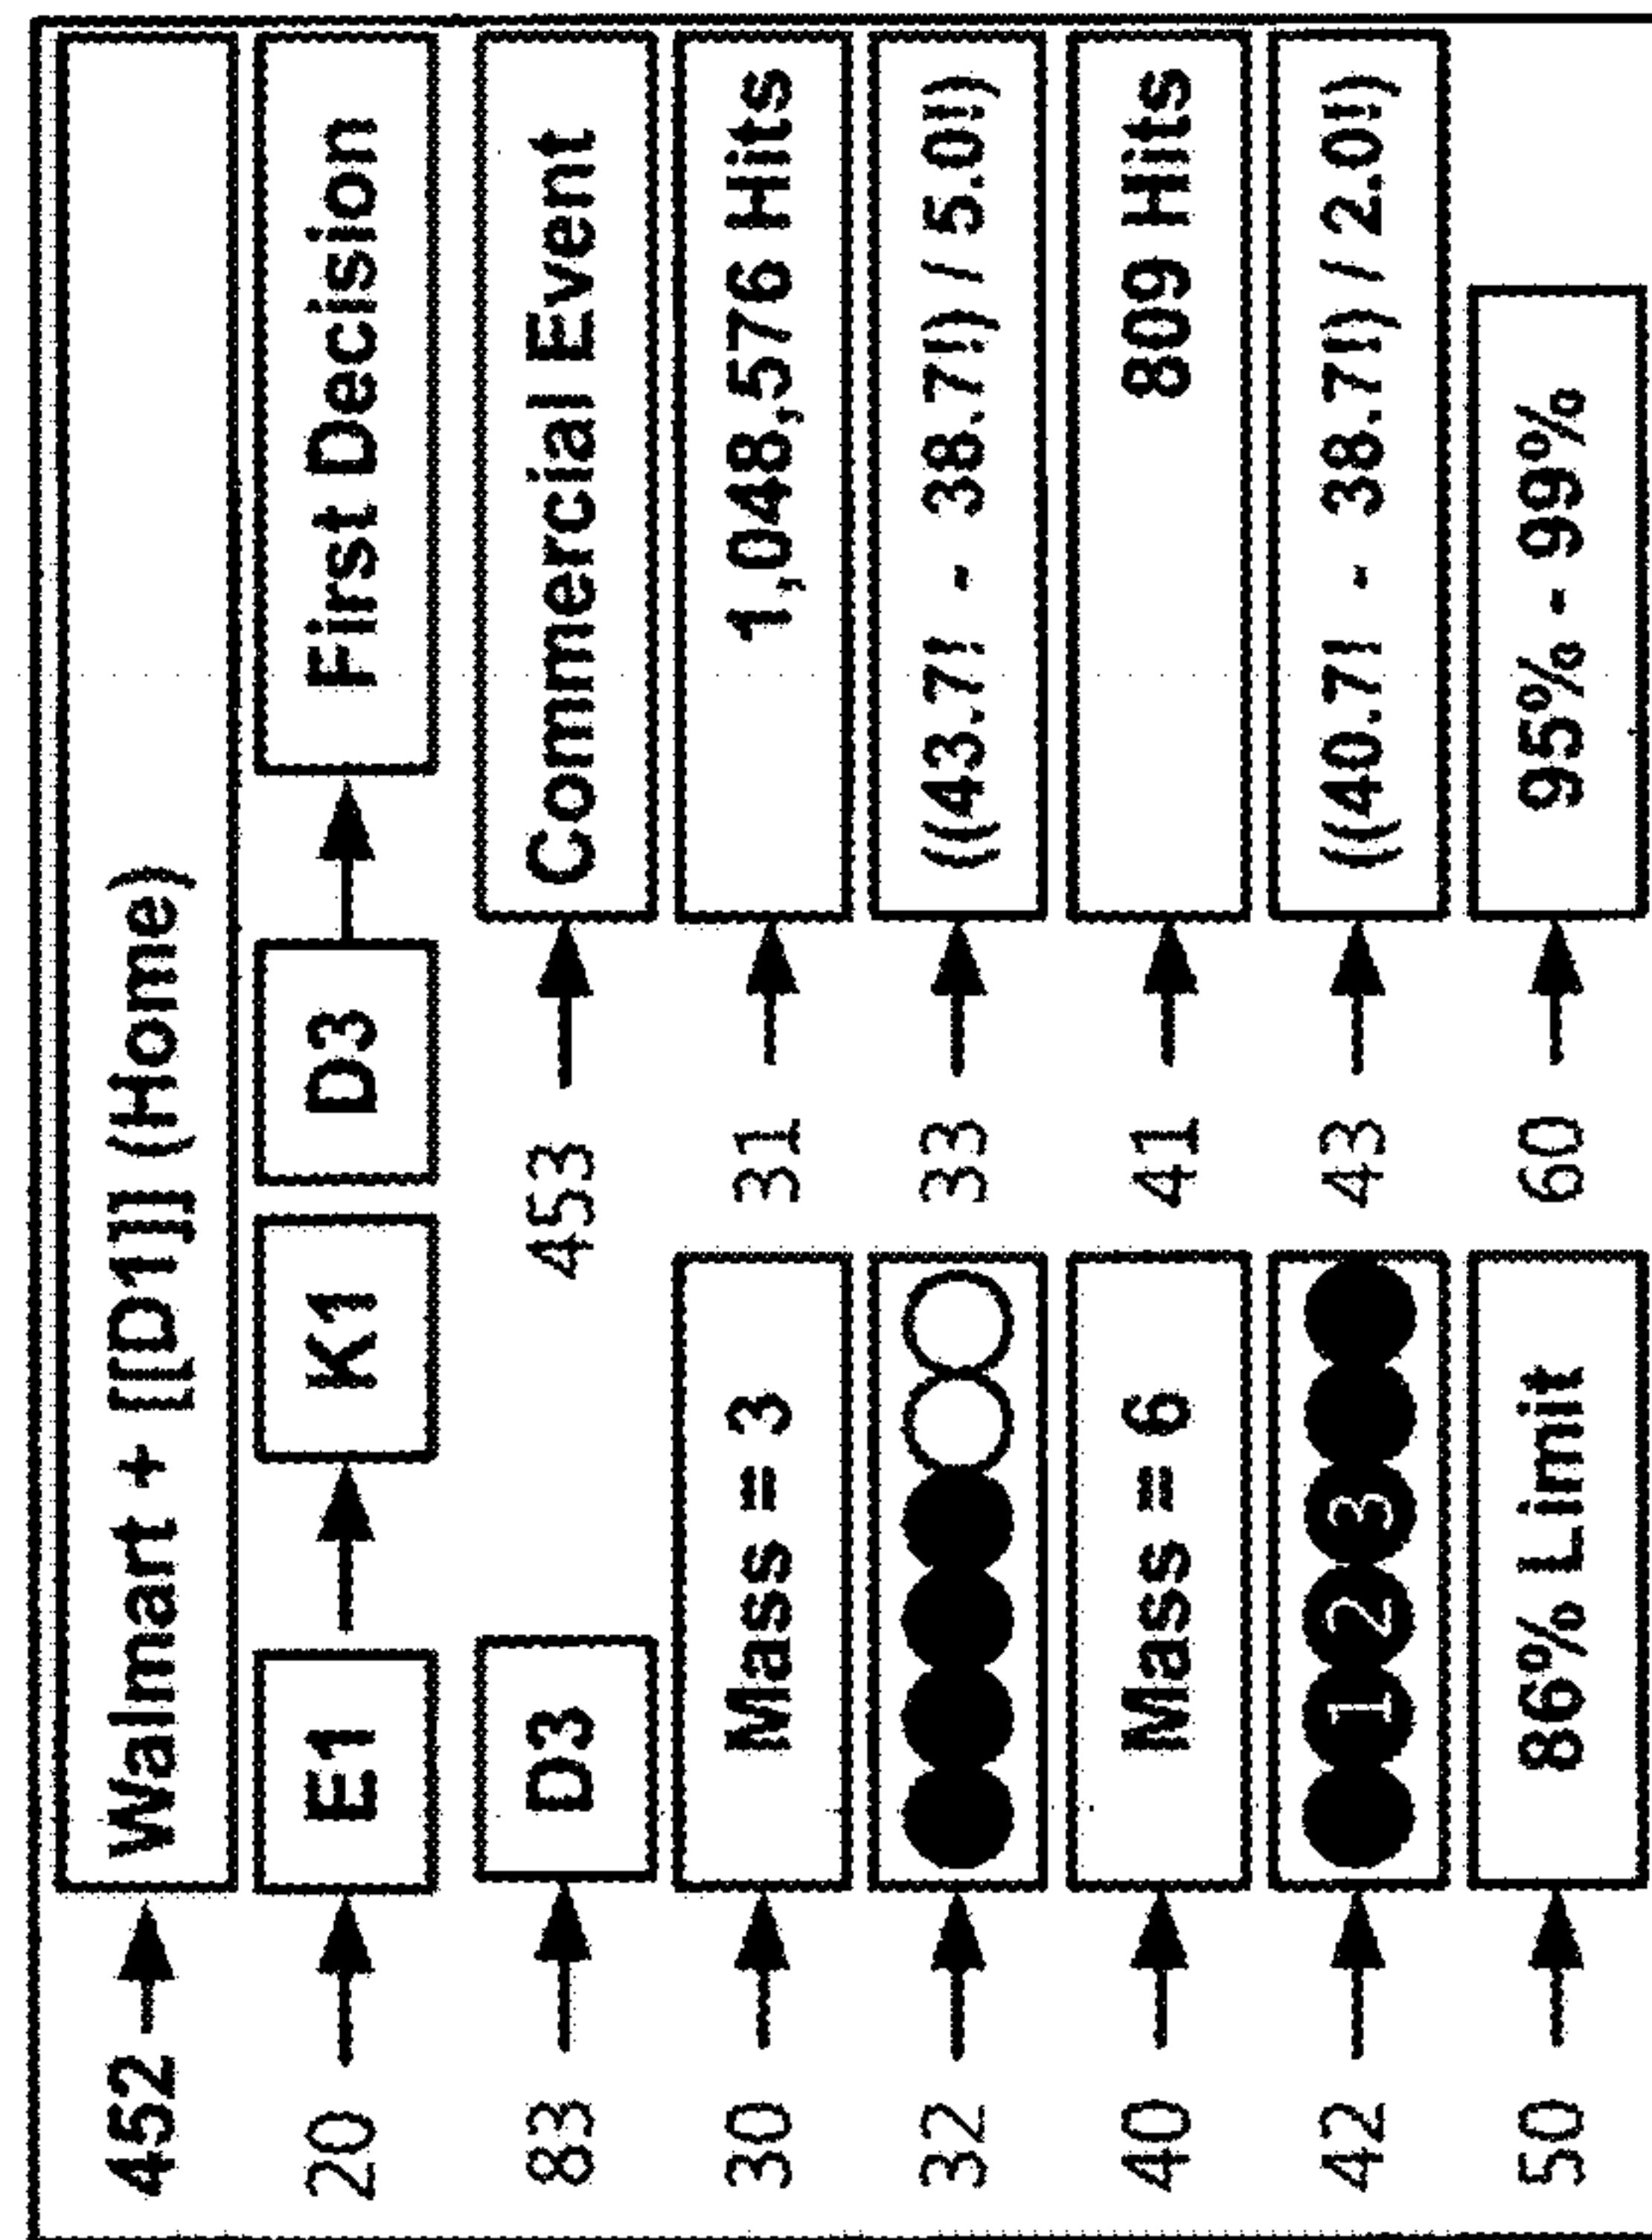 452 Walmart + [[D1]] (Home)
20 E1 K1 D3 First Decision
83 D3 453 Commercial Event
30 Mass = 3 31 1,048,576 Hits
32 33 ((43.7! - 38.7!) / 5.0!)
40 Mass = 6 41 809 Hits
42 1 2 3 43 ((40.7! - 38.7!) / 2.0!)
50 86% Limit 60 95% - 99%